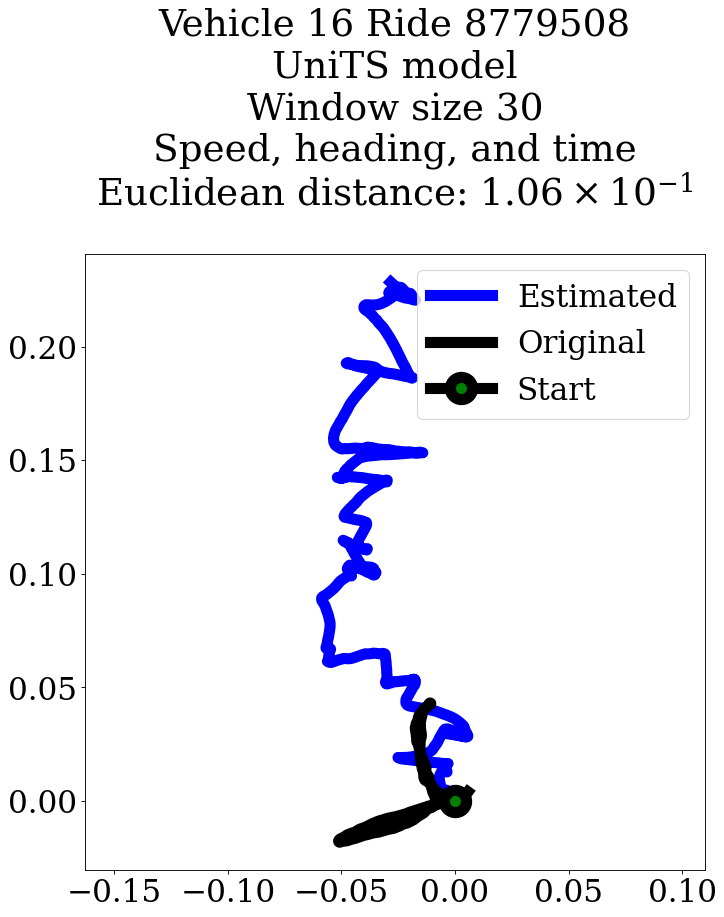 Vehicle 16 Ride 8779508
UniTS model
Window size 30
Speed, heading, and time
Euclidean distance: 1.06 × 10⁻¹
Estimated
Original
Start
0.20
0.15
0.10
0.05
0.00
−0.15 −0.10 −0.05 0.00 0.05 0.10